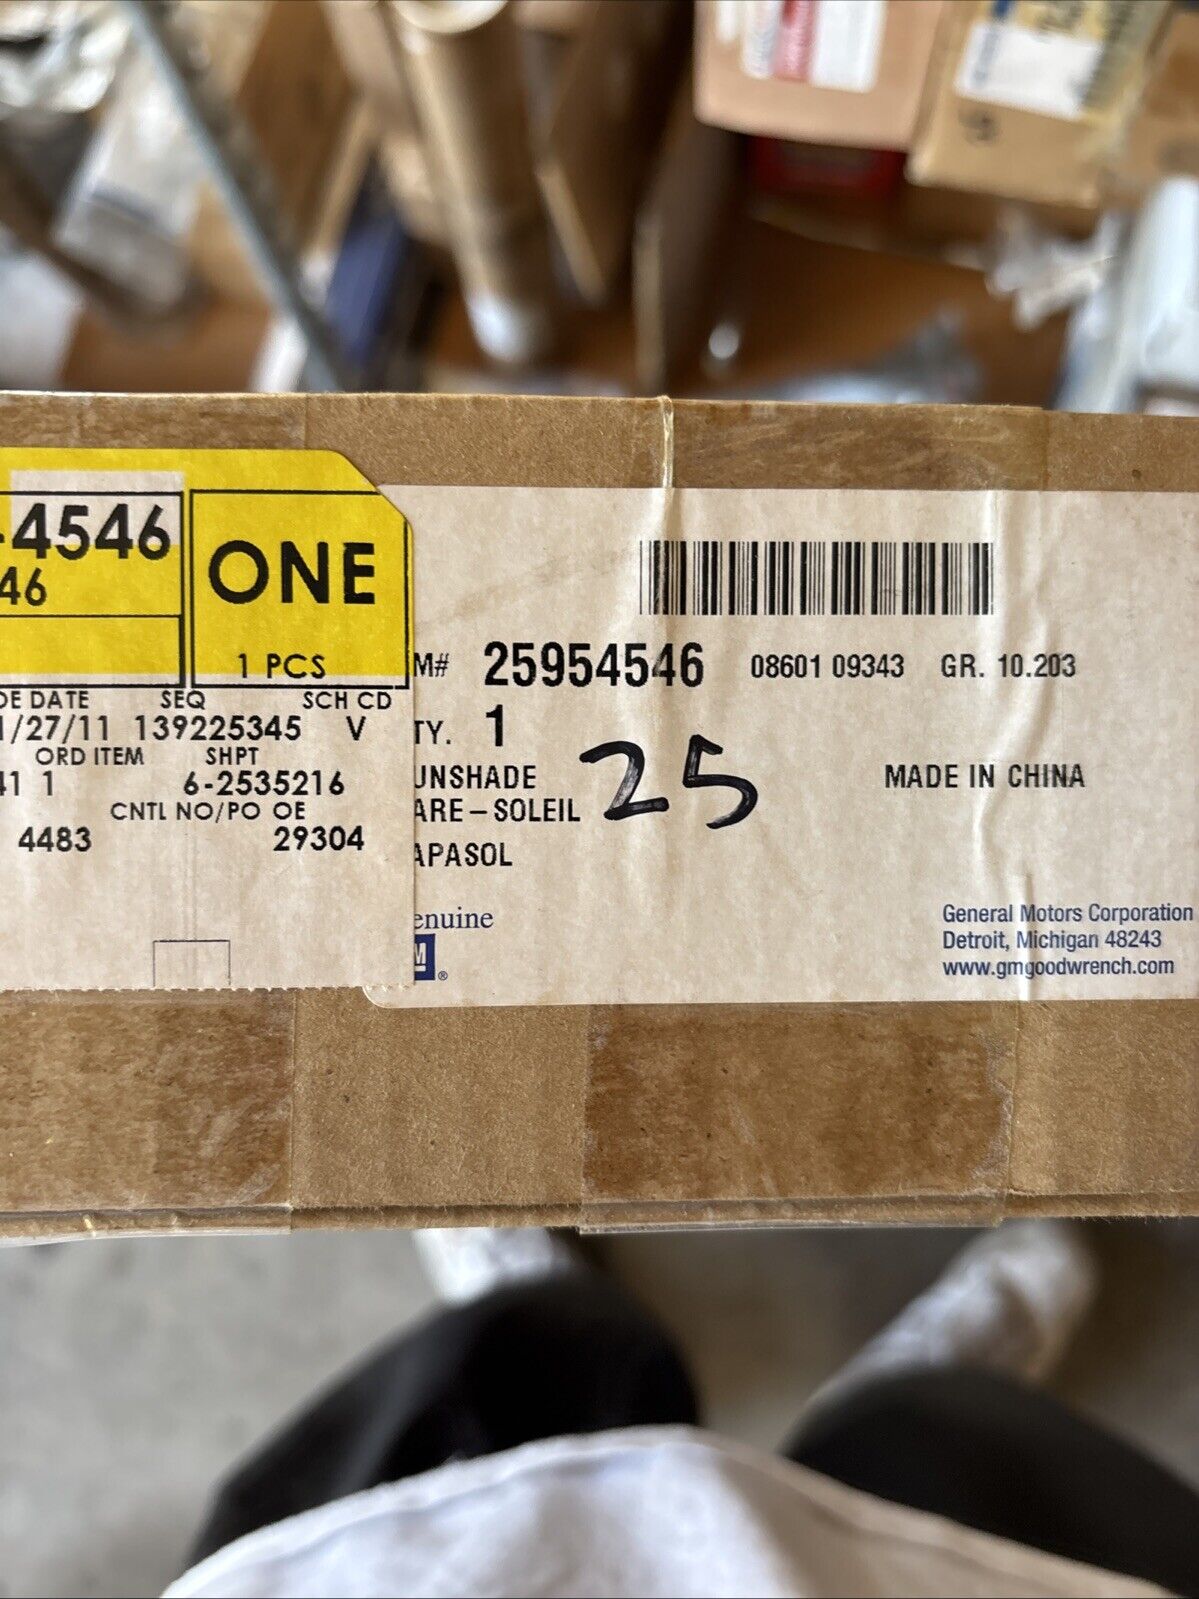 -4546
46
ONE
1 PCS
DE DATE SEQ SCH CD
1/27/11 139225345 V
ORD ITEM SHPT
41 1 6-2535216
CNTL NO/PO OE
4483 29304
M# 25954546 08601 09343 GR. 10.203
TY. 1
UNSHADE
ARE-SOLEIL
APASOL
25
MADE IN CHINA
enuine
M®
General Motors Corporation
Detroit, Michigan 48243
www.gmgoodwrench.com